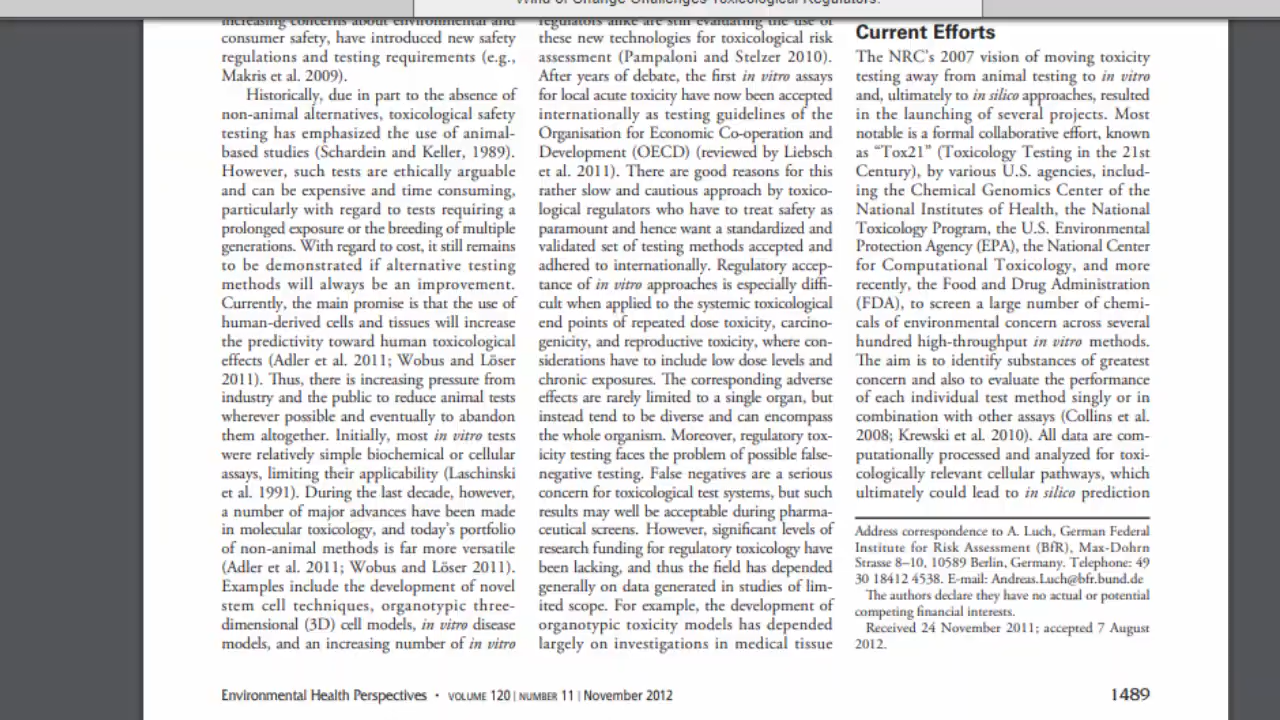 Wind of Change Challenges Toxicological Regulators.
increasing concerns about environmental and
consumer safety, have introduced new safety
regulations and testing requirements (e.g.,
Makris et al. 2009).
Historically, due in part to the absence of
non-animal alternatives, toxicological safety
testing has emphasized the use of animal-
based studies (Schardein and Keller, 1989).
However, such tests are ethically arguable
and can be expensive and time consuming,
particularly with regard to tests requiring a
prolonged exposure or the breeding of multiple
generations. With regard to cost, it still remains
to be demonstrated if alternative testing
methods will always be an improvement.
Currently, the main promise is that the use of
human-derived cells and tissues will increase
the predictivity toward human toxicological
effects (Adler et al. 2011; Wobus and Löser
2011). Thus, there is increasing pressure from
industry and the public to reduce animal tests
wherever possible and eventually to abandon
them altogether. Initially, most in vitro tests
were relatively simple biochemical or cellular
assays, limiting their applicability (Laschinski
et al. 1991). During the last decade, however,
a number of major advances have been made
in molecular toxicology, and today's portfolio
of non-animal methods is far more versatile
(Adler et al. 2011; Wobus and Löser 2011).
Examples include the development of novel
stem cell techniques, organotypic three-
dimensional (3D) cell models, in vitro disease
models, and an increasing number of in vitro
regulators alike are still evaluating the use of
these new technologies for toxicological risk
assessment (Pampaloni and Stelzer 2010).
After years of debate, the first in vitro assays
for local acute toxicity have now been accepted
internationally as testing guidelines of the
Organisation for Economic Co-operation and
Development (OECD) (reviewed by Liebsch
et al. 2011). There are good reasons for this
rather slow and cautious approach by toxico-
logical regulators who have to treat safety as
paramount and hence want a standardized and
validated set of testing methods accepted and
adhered to internationally. Regulatory accep-
tance of in vitro approaches is especially diffi-
cult when applied to the systemic toxicological
end points of repeated dose toxicity, carcino-
genicity, and reproductive toxicity, where con-
siderations have to include low dose levels and
chronic exposures. The corresponding adverse
effects are rarely limited to a single organ, but
instead tend to be diverse and can encompass
the whole organism. Moreover, regulatory tox-
icity testing faces the problem of possible false-
negative testing. False negatives are a serious
concern for toxicological test systems, but such
results may well be acceptable during pharma-
ceutical screens. However, significant levels of
research funding for regulatory toxicology have
been lacking, and thus the field has depended
generally on data generated in studies of lim-
ited scope. For example, the development of
organotypic toxicity models has depended
largely on investigations in medical tissue
Current Efforts
The NRC's 2007 vision of moving toxicity
testing away from animal testing to in vitro
and, ultimately to in silico approaches, resulted
in the launching of several projects. Most
notable is a formal collaborative effort, known
as “Tox21” (Toxicology Testing in the 21st
Century), by various U.S. agencies, includ-
ing the Chemical Genomics Center of the
National Institutes of Health, the National
Toxicology Program, the U.S. Environmental
Protection Agency (EPA), the National Center
for Computational Toxicology, and more
recently, the Food and Drug Administration
(FDA), to screen a large number of chemi-
cals of environmental concern across several
hundred high-throughput in vitro methods.
The aim is to identify substances of greatest
concern and also to evaluate the performance
of each individual test method singly or in
combination with other assays (Collins et al.
2008; Krewski et al. 2010). All data are com-
putationally processed and analyzed for toxi-
cologically relevant cellular pathways, which
ultimately could lead to in silico prediction
Address correspondence to A. Luch, German Federal
Institute for Risk Assessment (BfR), Max-Dohrn
Strasse 8–10, 10589 Berlin, Germany. Telephone: 49
30 18412 4538. E-mail: Andreas.Luch@bfr.bund.de
The authors declare they have no actual or potential
competing financial interests.
Received 24 November 2011; accepted 7 August
2012.
Environmental Health Perspectives • VOLUME 120 | NUMBER 11 | November 2012
1489